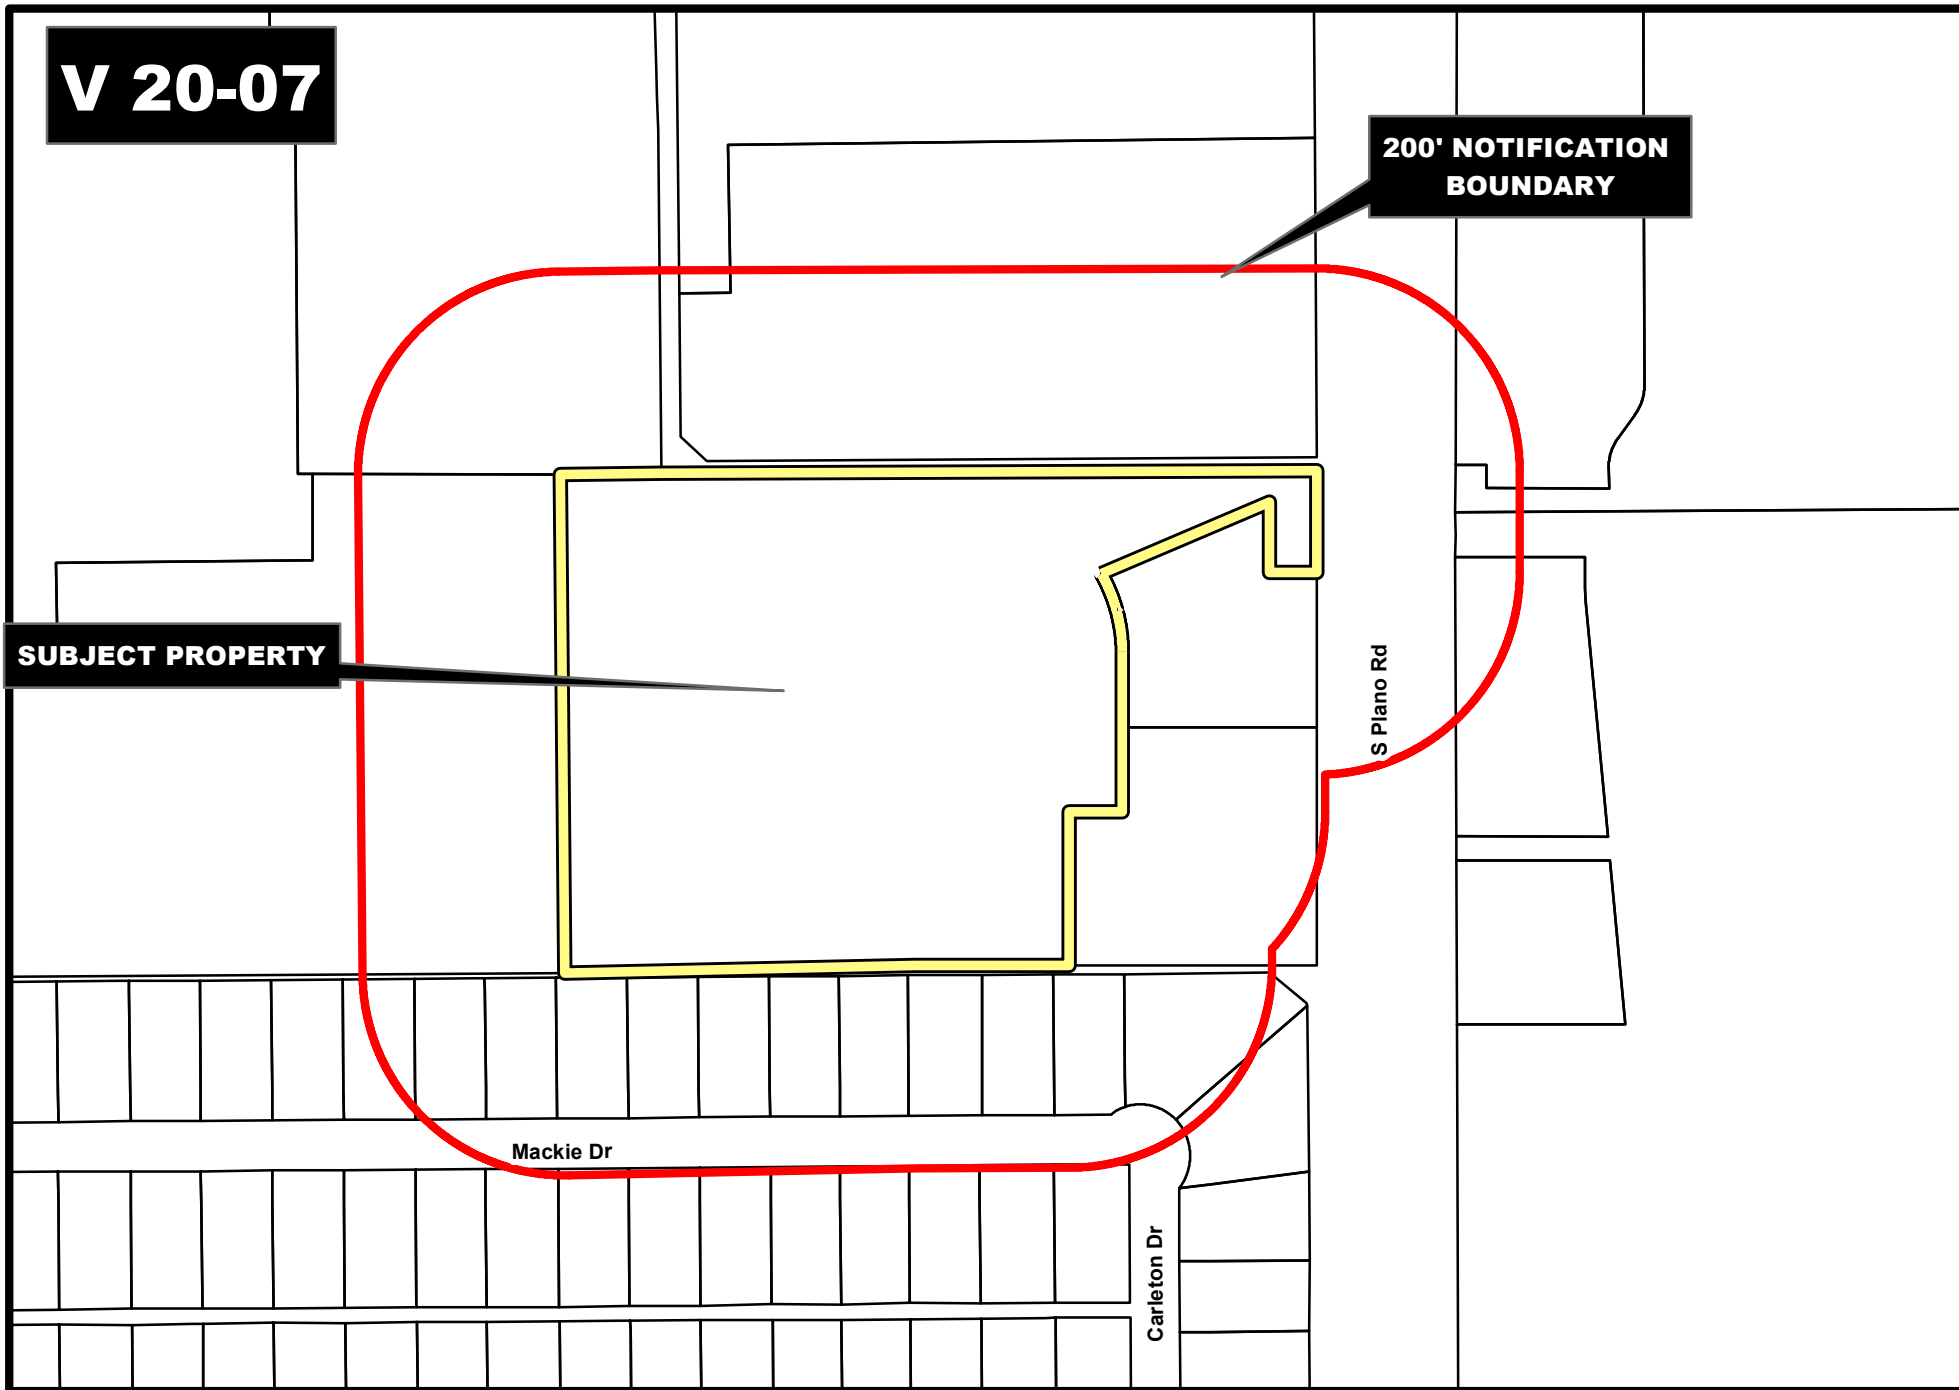 V 20-07
200' NOTIFICATION
BOUNDARY
SUBJECT PROPERTY
S Plano Rd
Mackie Dr
Carleton Dr